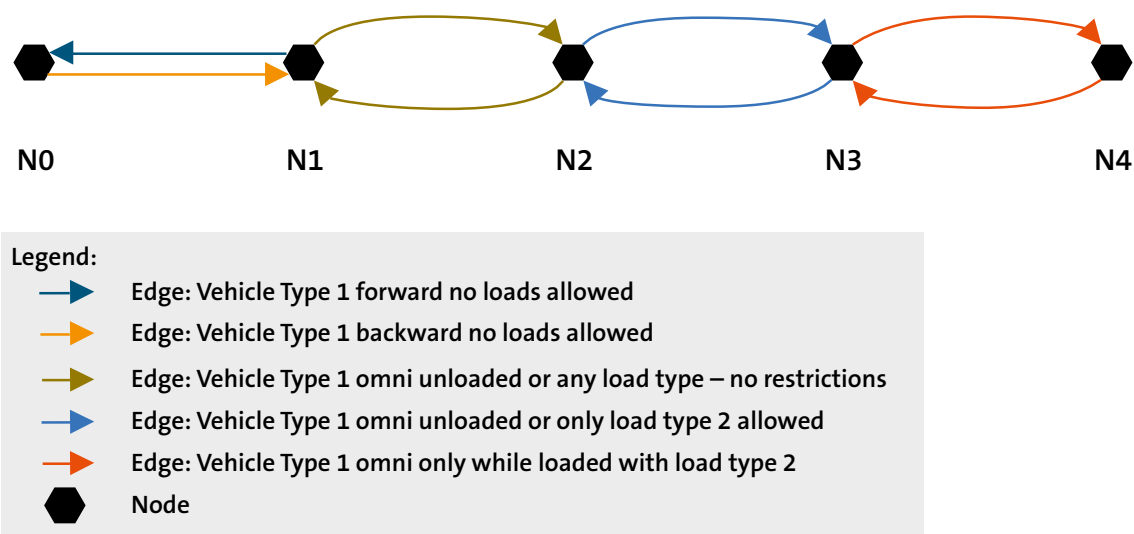 N0 N1 N2 N3 N4
Legend:
Edge: Vehicle Type 1 forward no loads allowed
Edge: Vehicle Type 1 backward no loads allowed
Edge: Vehicle Type 1 omni unloaded or any load type – no restrictions
Edge: Vehicle Type 1 omni unloaded or only load type 2 allowed
Edge: Vehicle Type 1 omni only while loaded with load type 2
Node